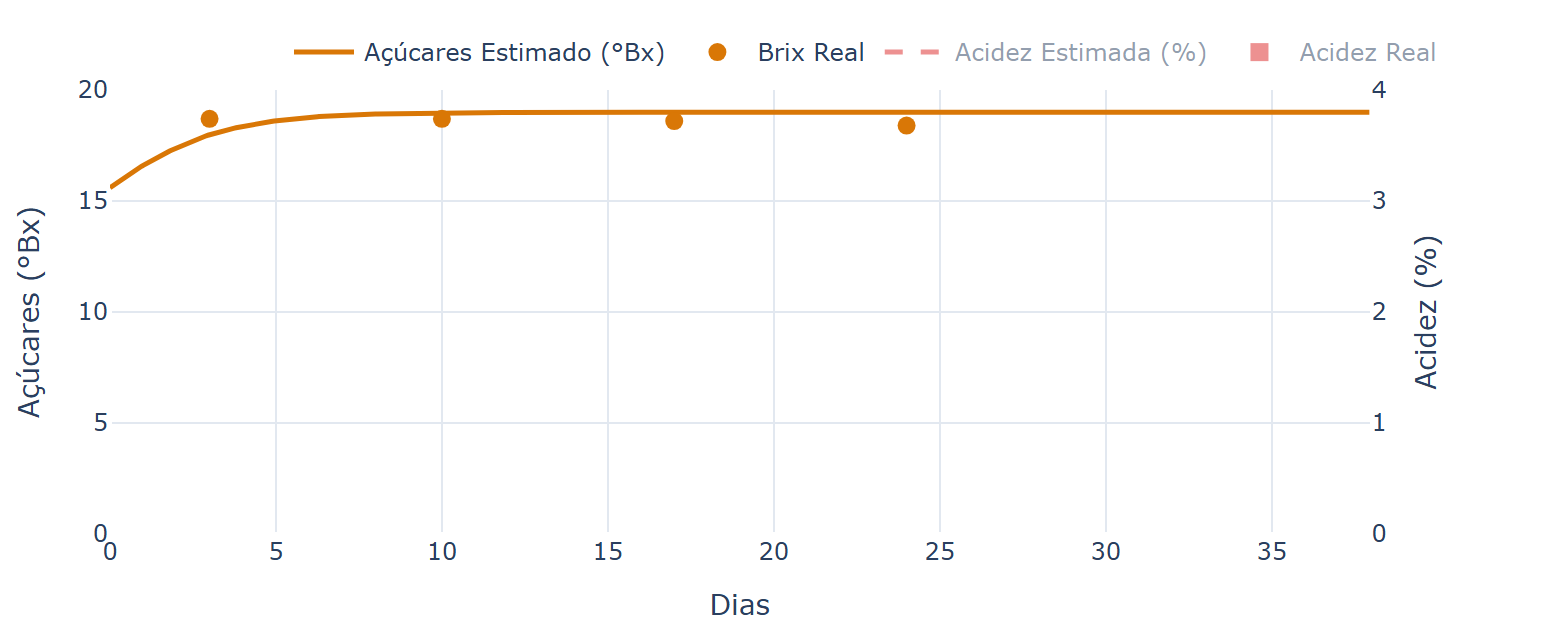 Açúcares Estimado (°Bx) Brix Real Acidez Estimada (%) Acidez Real
20 4
15 3
10 2
5 1
0 0
Açúcares (°Bx)
Acidez (%)
0 5 10 15 20 25 30 35
Dias